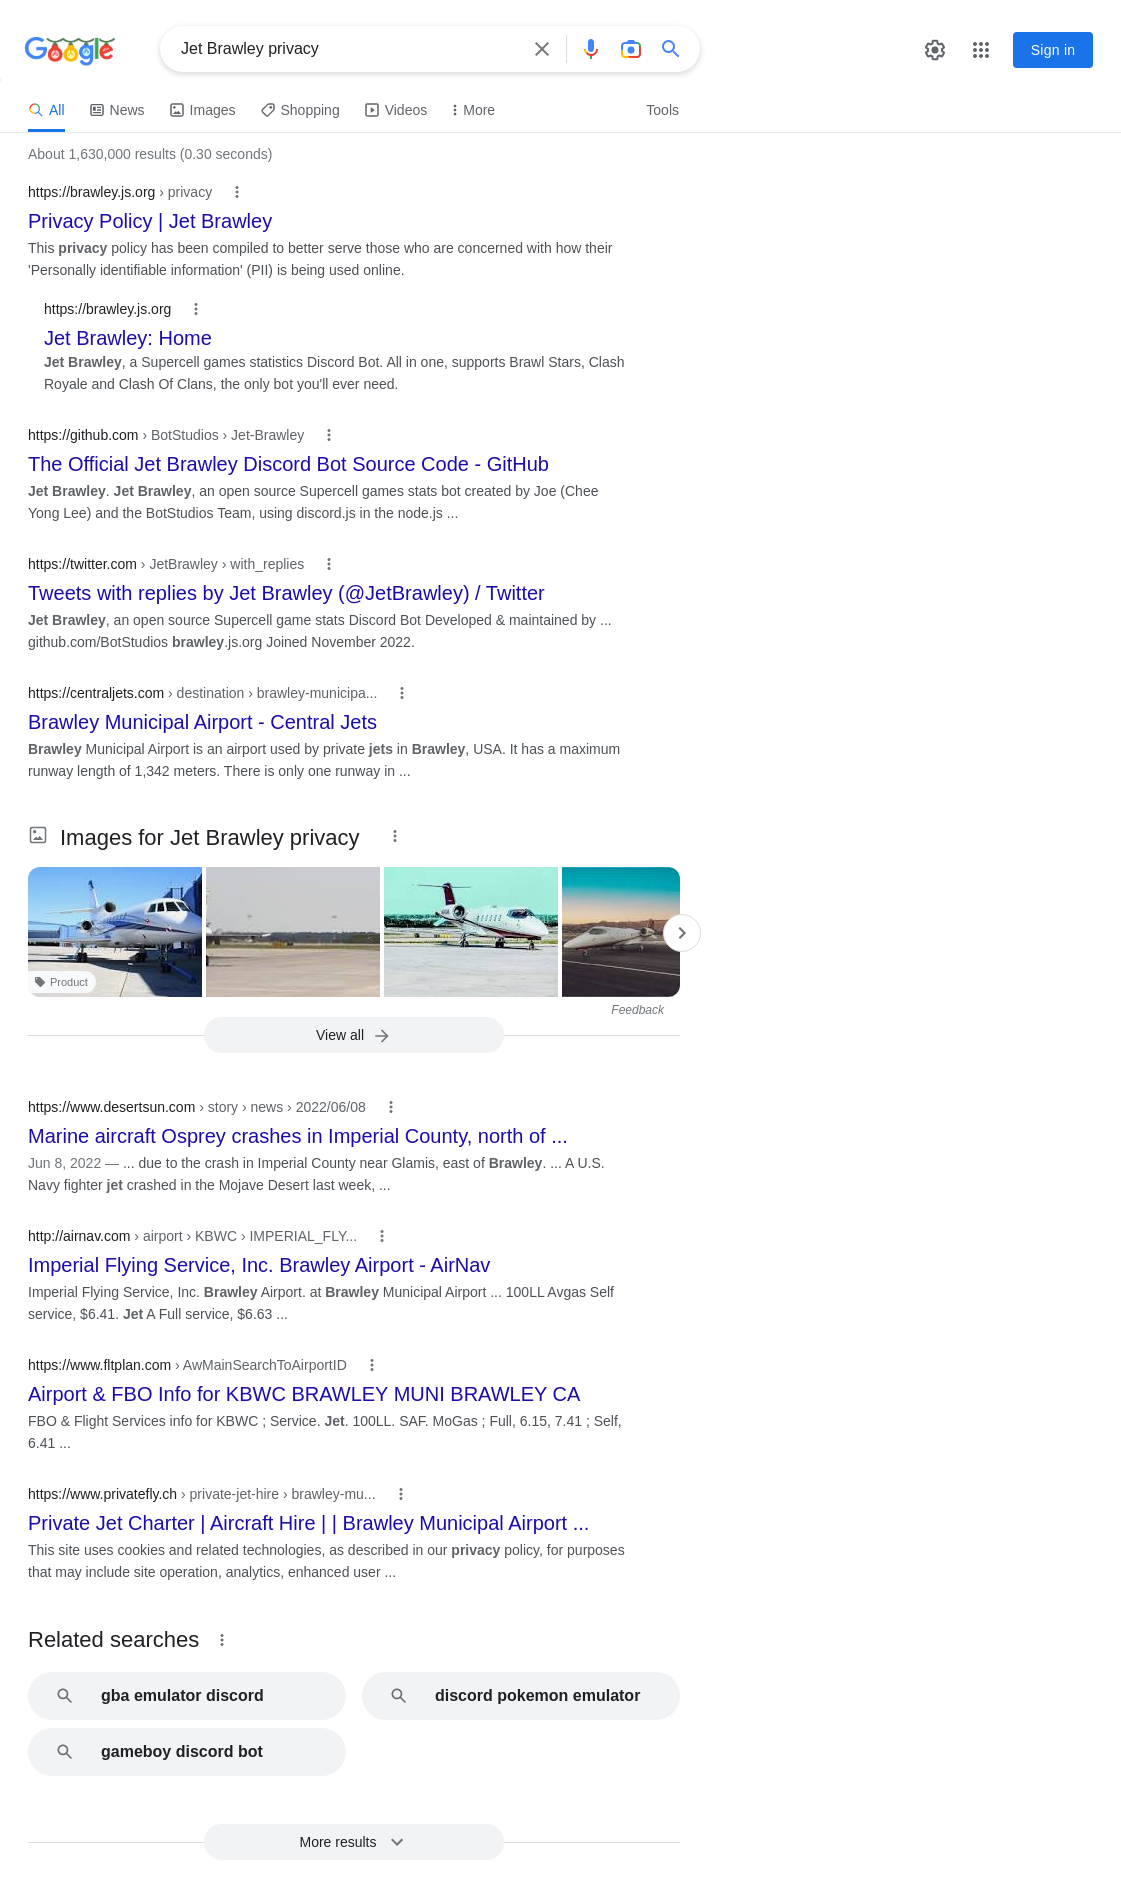 Google
Jet Brawley privacy
Sign in
All
News
Images
Shopping
Videos
More
Tools
About 1,630,000 results (0.30 seconds)
https://brawley.js.org › privacy
Privacy Policy | Jet Brawley
This privacy policy has been compiled to better serve those who are concerned with how their
'Personally identifiable information' (PII) is being used online.
https://brawley.js.org
Jet Brawley: Home
Jet Brawley, a Supercell games statistics Discord Bot. All in one, supports Brawl Stars, Clash
Royale and Clash Of Clans, the only bot you'll ever need.
https://github.com › BotStudios › Jet-Brawley
The Official Jet Brawley Discord Bot Source Code - GitHub
Jet Brawley. Jet Brawley, an open source Supercell games stats bot created by Joe (Chee
Yong Lee) and the BotStudios Team, using discord.js in the node.js ...
https://twitter.com › JetBrawley › with_replies
Tweets with replies by Jet Brawley (@JetBrawley) / Twitter
Jet Brawley, an open source Supercell game stats Discord Bot Developed & maintained by ...
github.com/BotStudios brawley.js.org Joined November 2022.
https://centraljets.com › destination › brawley-municipa...
Brawley Municipal Airport - Central Jets
Brawley Municipal Airport is an airport used by private jets in Brawley, USA. It has a maximum
runway length of 1,342 meters. There is only one runway in ...
Images for Jet Brawley privacy
Product
Feedback
View all
https://www.desertsun.com › story › news › 2022/06/08
Marine aircraft Osprey crashes in Imperial County, north of ...
Jun 8, 2022 — ... due to the crash in Imperial County near Glamis, east of Brawley. ... A U.S.
Navy fighter jet crashed in the Mojave Desert last week, ...
http://airnav.com › airport › KBWC › IMPERIAL_FLY...
Imperial Flying Service, Inc. Brawley Airport - AirNav
Imperial Flying Service, Inc. Brawley Airport. at Brawley Municipal Airport ... 100LL Avgas Self
service, $6.41. Jet A Full service, $6.63 ...
https://www.fltplan.com › AwMainSearchToAirportID
Airport & FBO Info for KBWC BRAWLEY MUNI BRAWLEY CA
FBO & Flight Services info for KBWC ; Service. Jet. 100LL. SAF. MoGas ; Full, 6.15, 7.41 ; Self,
6.41 ...
https://www.privatefly.ch › private-jet-hire › brawley-mu...
Private Jet Charter | Aircraft Hire | | Brawley Municipal Airport ...
This site uses cookies and related technologies, as described in our privacy policy, for purposes
that may include site operation, analytics, enhanced user ...
Related searches
gba emulator discord
discord pokemon emulator
gameboy discord bot
More results